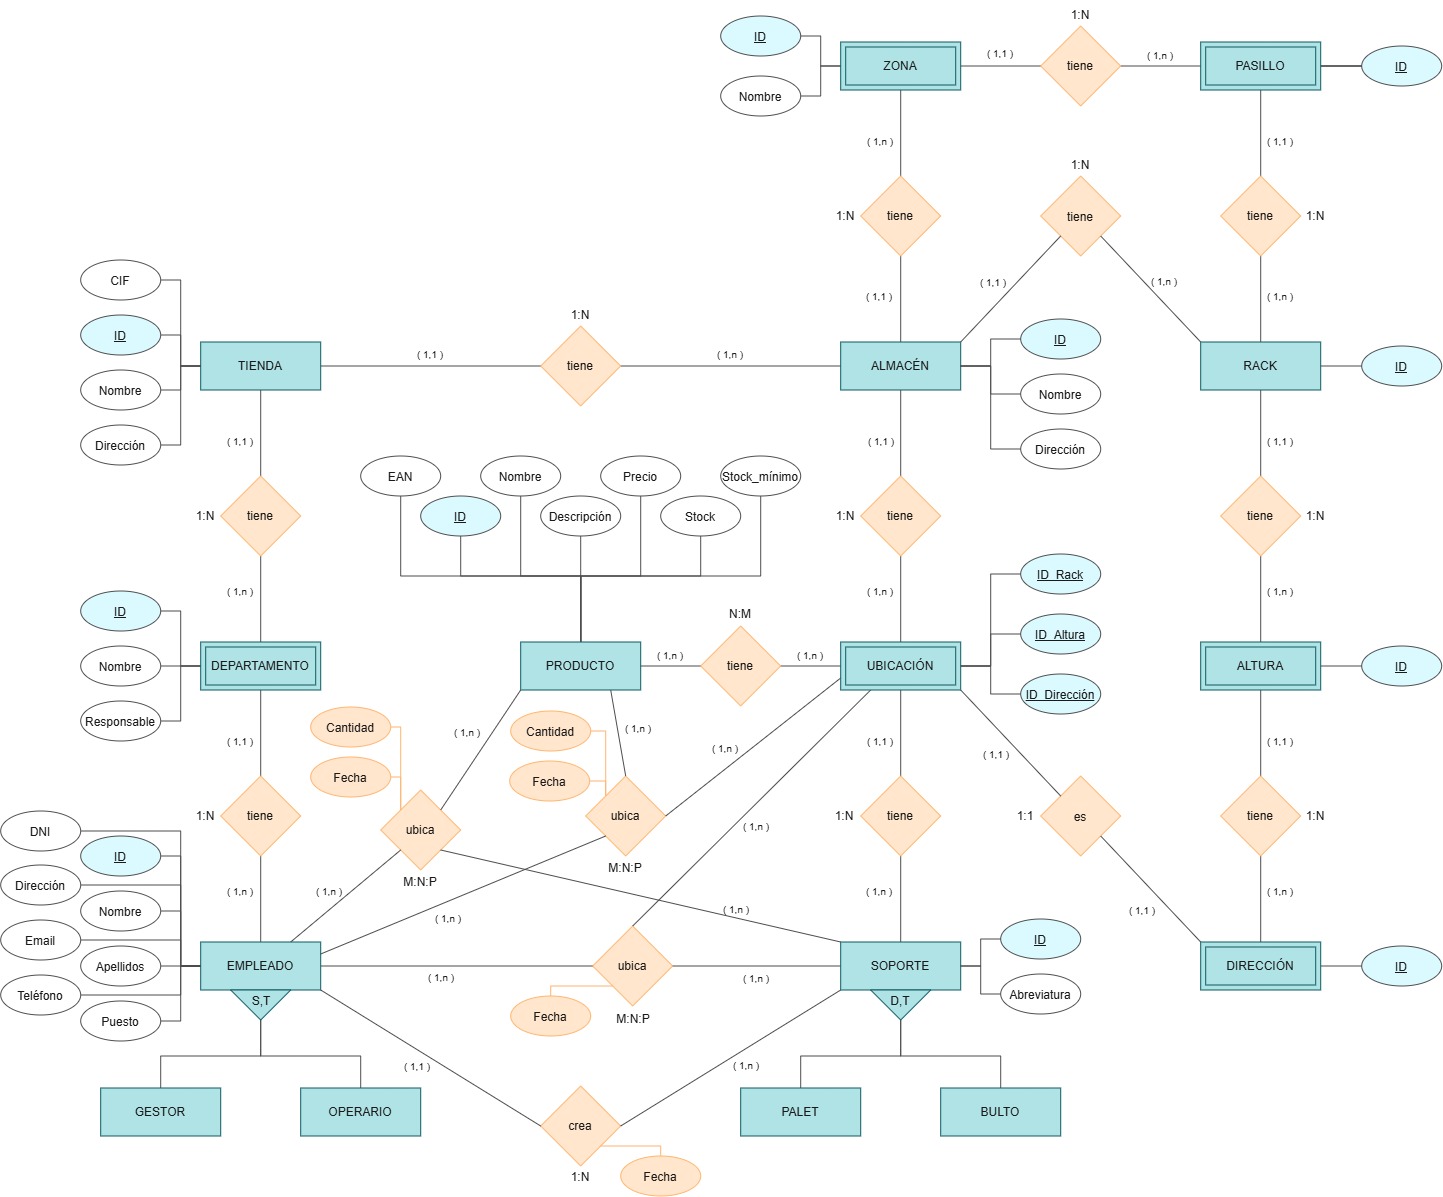 1:N
ID
ZONA
( 1,1 )
tiene
( 1,n )
PASILLO
ID
Nombre
( 1,n )
( 1,1 )
1:N
1:N
tiene
tiene
tiene
1:N
CIF
( 1,1 )
( 1,n )
( 1,1 )
( 1,n )
1:N
ID
ID
TIENDA
( 1,1 )
tiene
( 1,n )
ALMACÉN
RACK
ID
Nombre
Nombre
Dirección
( 1,1 )
( 1,1 )
Dirección
( 1,1 )
EAN
Nombre
Precio
Stock_mínimo
1:N
tiene
ID
Descripción
Stock
1:N
tiene
tiene
1:N
ID_Rack
( 1,n )
( 1,n )
( 1,n )
ID
N:M
ID_Altura
Nombre
DEPARTAMENTO
PRODUCTO
( 1,n )
tiene
( 1,n )
UBICACIÓN
ALTURA
ID
ID_Dirección
Responsable
Cantidad
Cantidad
( 1,n )
( 1,n )
( 1,1 )
( 1,n )
( 1,1 )
( 1,1 )
( 1,1 )
Fecha
Fecha
1:N
tiene
ubica
ubica
( 1,n )
1:N
tiene
1:1
es
tiene
1:N
DNI
ID
M:N:P
M:N:P
Dirección
( 1,n )
( 1,n )
( 1,n )
( 1,n )
Nombre
( 1,n )
( 1,n )
( 1,1 )
Email
ID
Apellidos
EMPLEADO
( 1,n )
ubica
( 1,n )
SOPORTE
DIRECCIÓN
ID
Teléfono
S,T
D,T
Abreviatura
Puesto
Fecha
M:N:P
( 1,1 )
( 1,n )
GESTOR
OPERARIO
crea
PALET
BULTO
1:N
Fecha